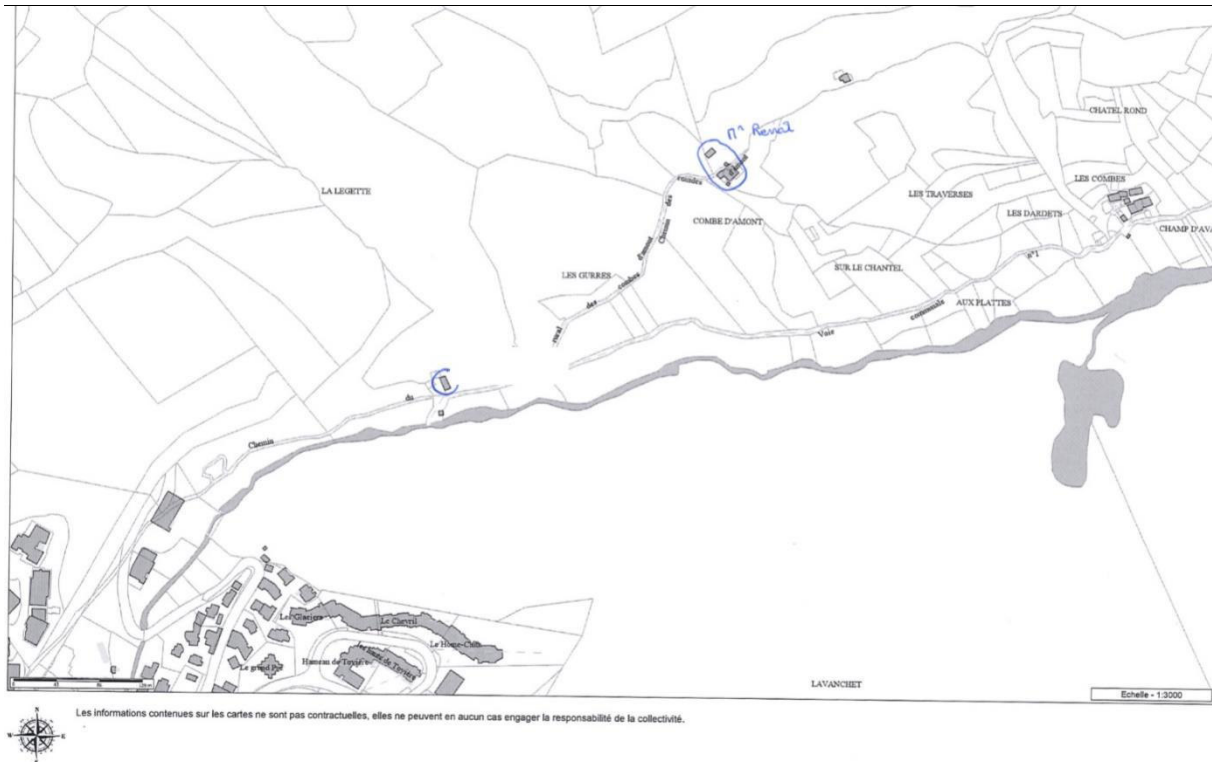 Mⁿ Revial
CHATEL ROND
LES COMBES
LA LEGETTE
LES TRAVERSES
LES DARDETS
COMBE D'AMONT
CHAMP D'AVA
SUR LE CHANTEL
LES GURRES
AUX PLATTES
combes
des
Chemin
d'amont
combes
des
rural
Voie
communale
n°1
Chemin
du
Les Glaciers
Le Chevril
Le Home-Club
Le grand Pré
Hameau de
LAVANCHET
Echelle - 1:3000
Les informations contenues sur les cartes ne sont pas contractuelles, elles ne peuvent en aucun cas engager la responsabilité de la collectivité.
N
W
E